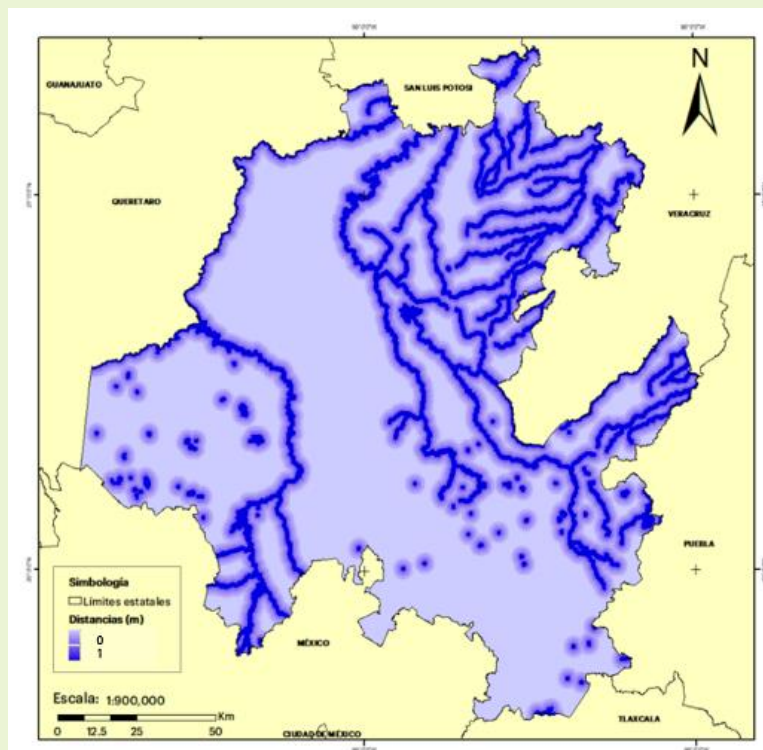 N
GUANAJUATO
SAN LUIS POTOSI
QUERETARO
VERACRUZ
PUEBLA
Simbología
Límites estatales
Distancias (m)
0
1
MÉXICO
Escala: 1:900,000
Km
0 12.5 25 50
TLAXCALA
CIUDAD DE MÉXICO